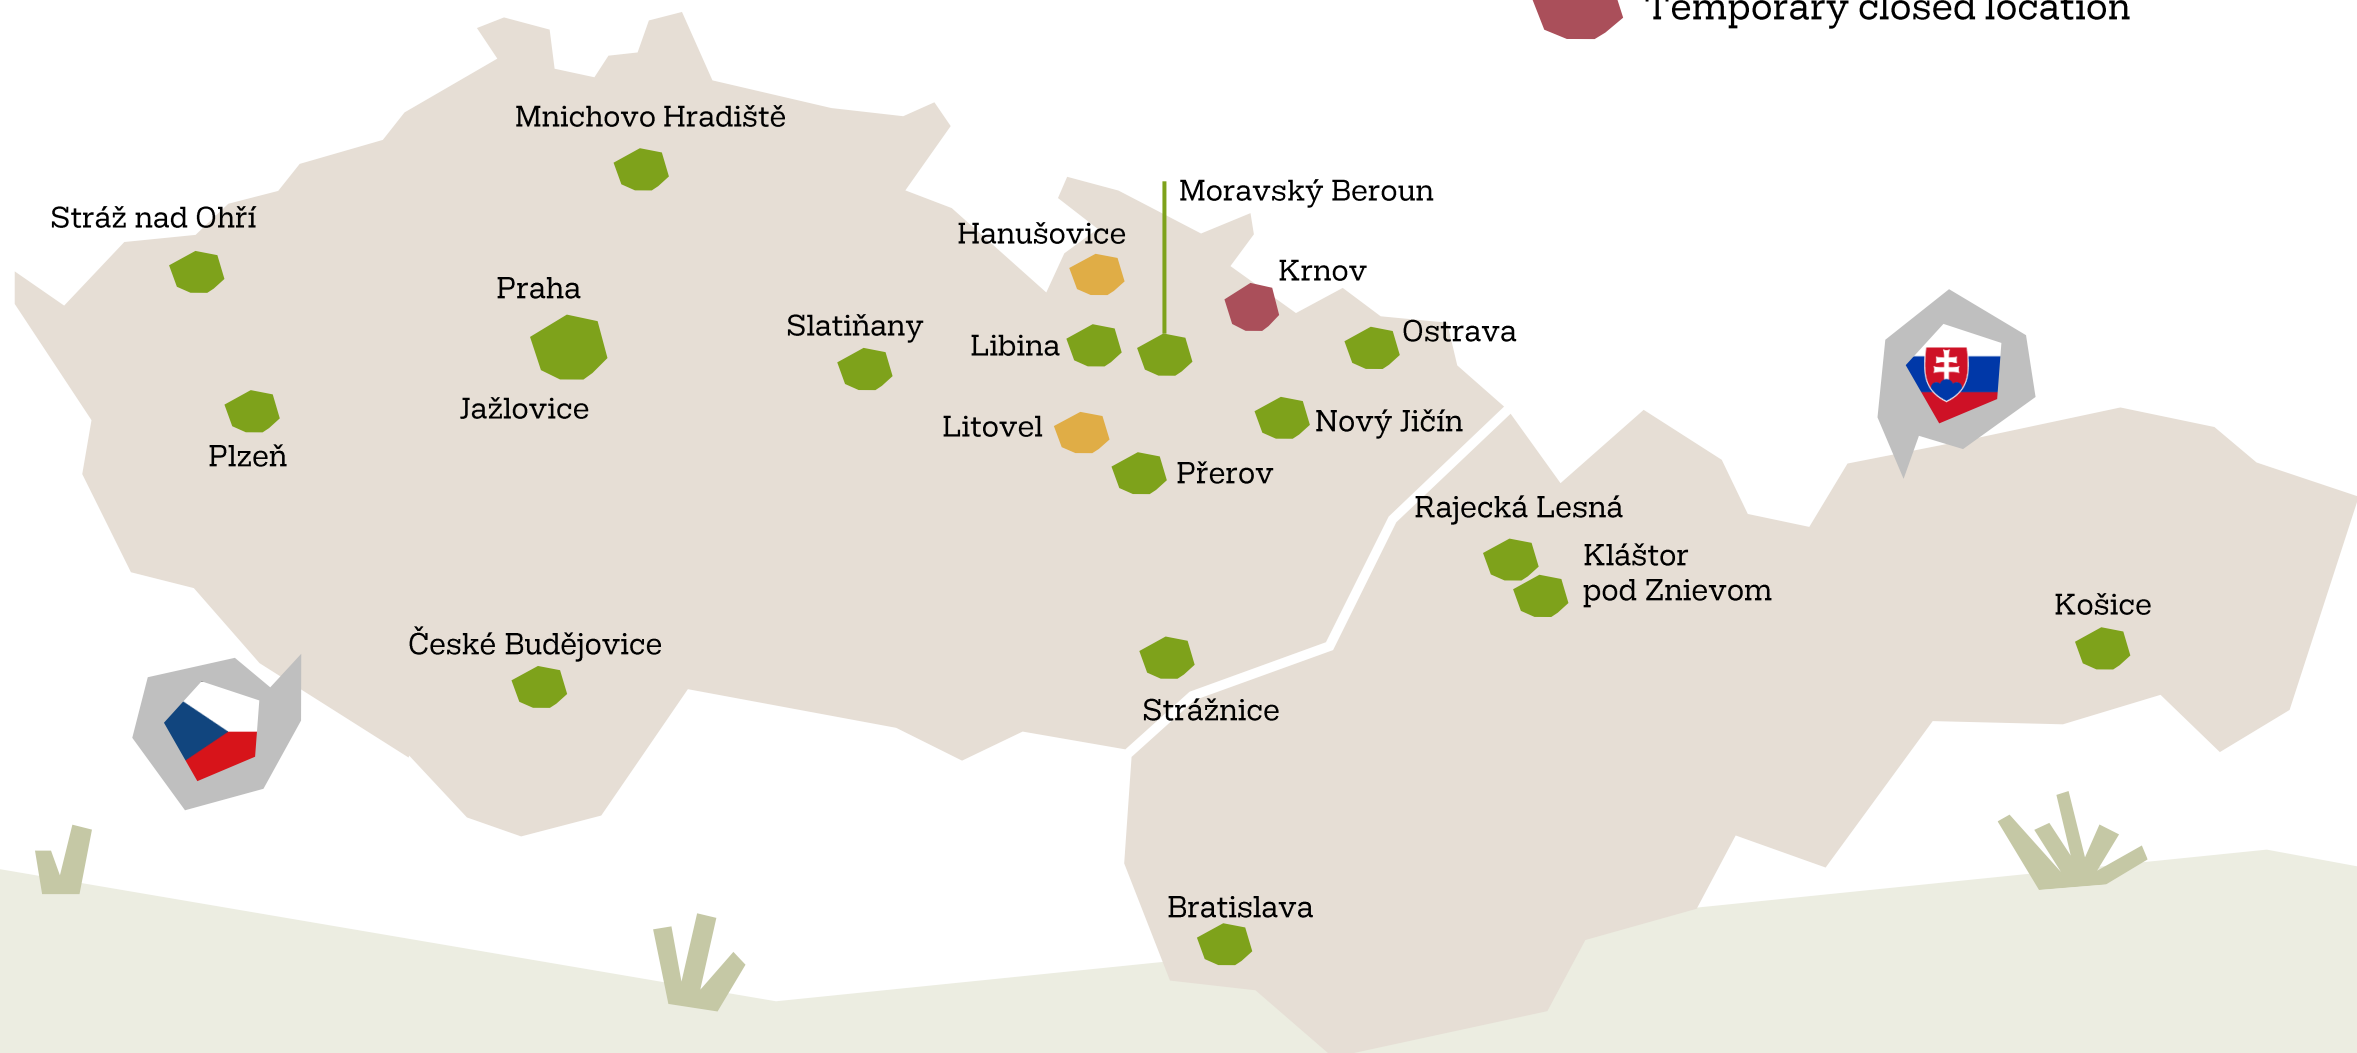 Temporary closed location
Mnichovo Hradiště
Moravský Beroun
Stráž nad Ohří
Hanušovice
Krnov
Praha
Slatiňany
Ostrava
Libina
Jažlovice
Nový Jičín
Litovel
Plzeň
Přerov
Rajecká Lesná
Kláštor
pod Znievom
Košice
České Budějovice
Strážnice
Bratislava